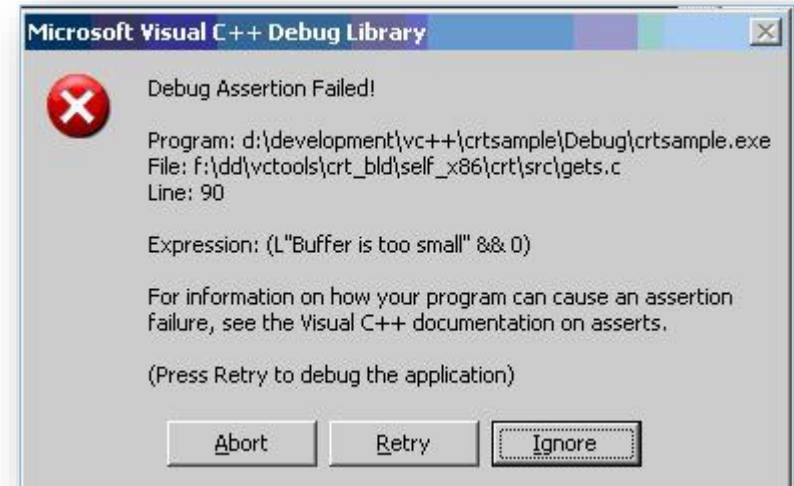 Microsoft Visual C++ Debug Library
Debug Assertion Failed!
Program: d:\development\vc++\crtsample\Debug\crtsample.exe
File: f:\dd\vctools\crt_bld\self_x86\crt\src\gets.c
Line: 90
Expression: (L"Buffer is too small" && 0)
For information on how your program can cause an assertion
failure, see the Visual C++ documentation on asserts.
(Press Retry to debug the application)
Abort Retry Ignore